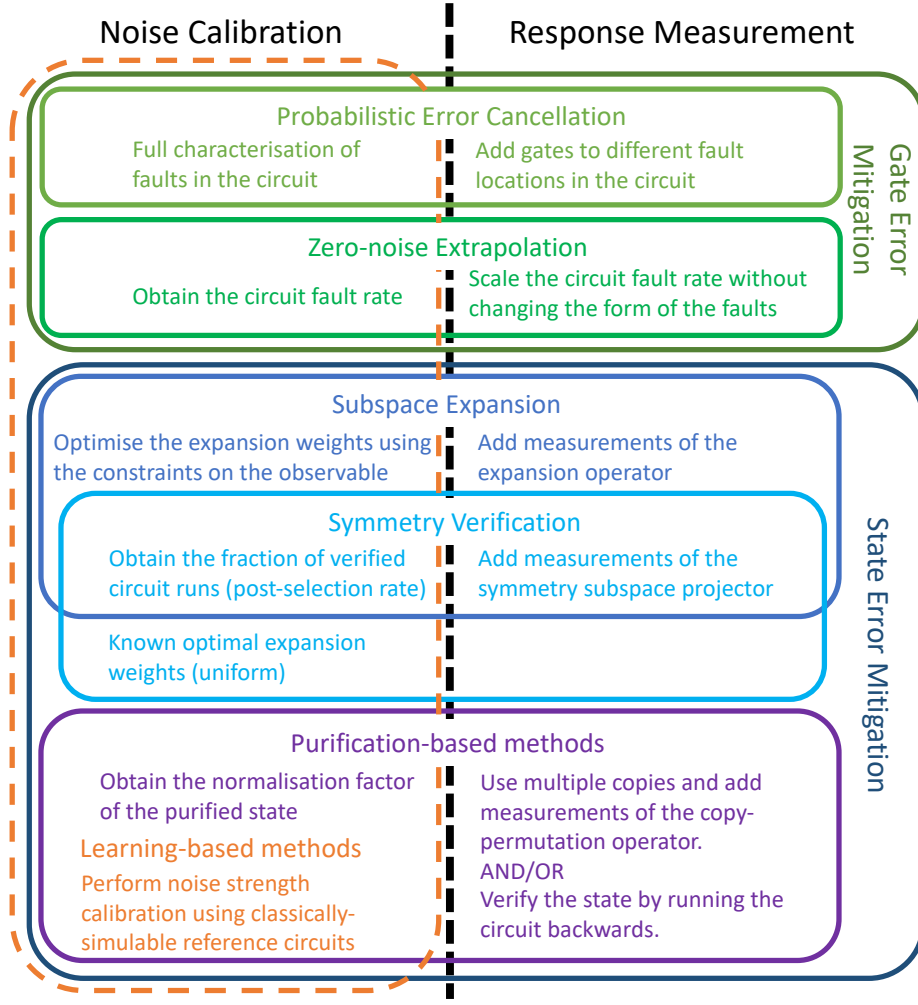 Noise Calibration
Response Measurement
Probabilistic Error Cancellation
Full characterisation of
faults in the circuit
Add gates to different fault
locations in the circuit
Zero-noise Extrapolation
Obtain the circuit fault rate
Scale the circuit fault rate without
changing the form of the faults
Gate Error
Mitigation
Subspace Expansion
Optimise the expansion weights using
the constraints on the observable
Add measurements of the
expansion operator
Symmetry Verification
Obtain the fraction of verified
circuit runs (post-selection rate)
Add measurements of the
symmetry subspace projector
Known optimal expansion
weights (uniform)
Purification-based methods
Obtain the normalisation factor
of the purified state
Use multiple copies and add
measurements of the copy-
permutation operator.
AND/OR
Verify the state by running the
circuit backwards.
Learning-based methods
Perform noise strength
calibration using classically-
simulable reference circuits
State Error Mitigation